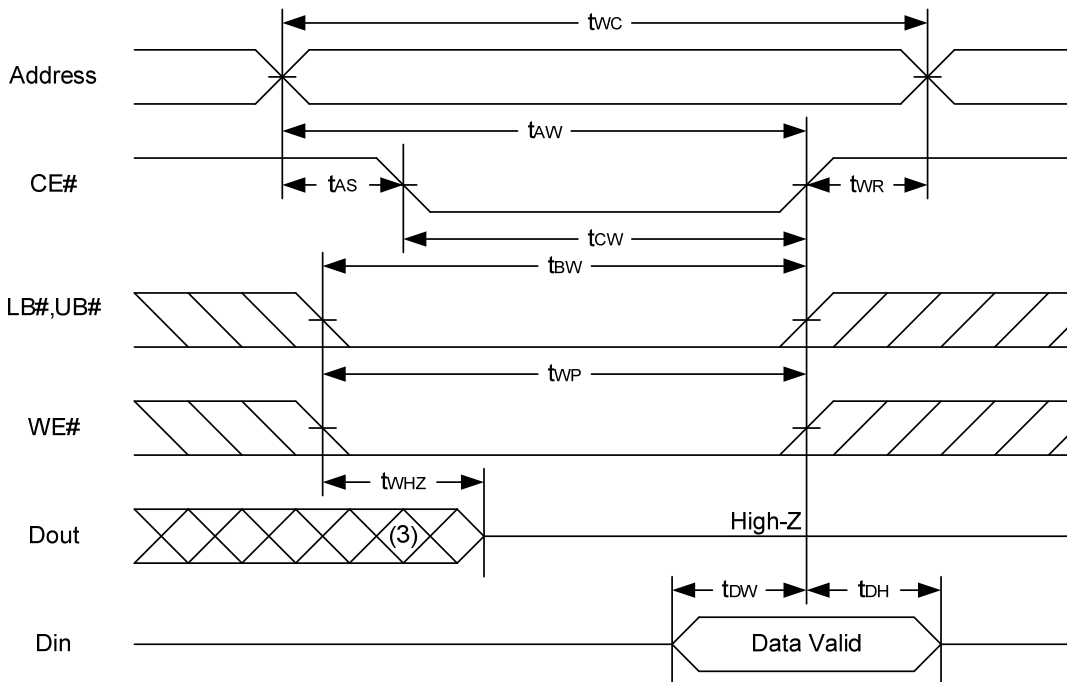 tWC
Address
tAW
CE#
tAS
tWR
tCW
tBW
LB#,UB#
tWP
WE#
tWHZ
Dout
(3)
High-Z
tDW
tDH
Din
Data Valid